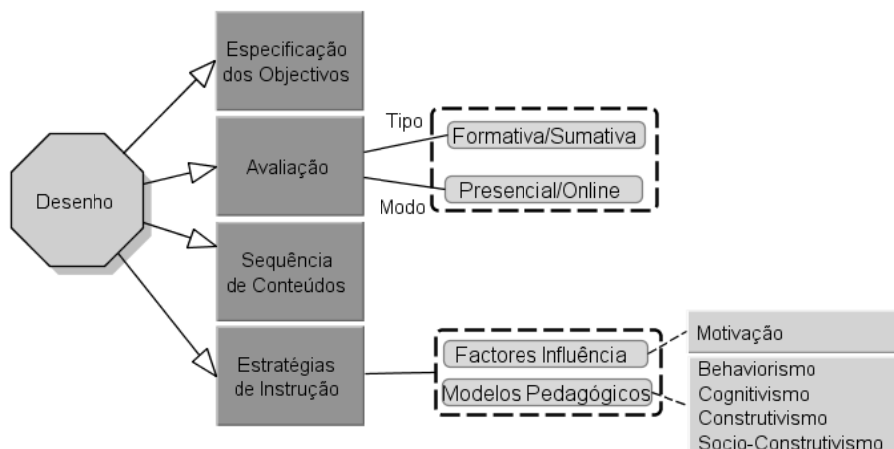 Desenho
Especificação
dos Objectivos
Avaliação
Tipo
Formativa/Sumativa
Modo
Presencial/Online
Sequência
de Conteúdos
Estratégias
de Instrução
Factores Influência
Modelos Pedagógicos
Motivação
Behaviorismo
Cognitivismo
Construtivismo
Socio-Construtivismo